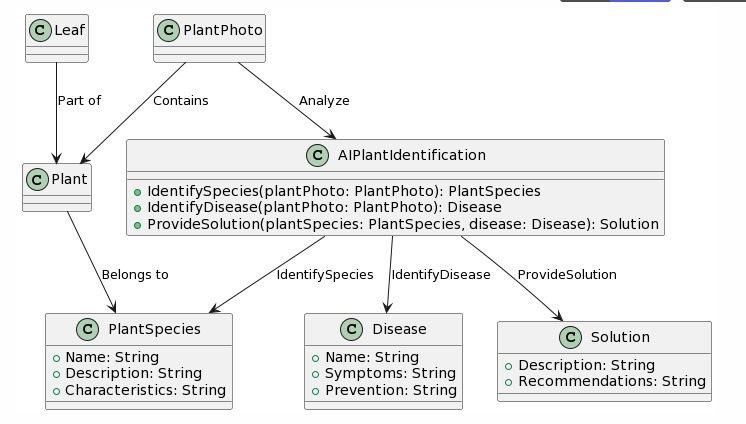 C Leaf
C PlantPhoto
Part of
Contains
Analyze
C Plant
C AIPlantIdentification
IdentifySpecies(plantPhoto: PlantPhoto): PlantSpecies
IdentifyDisease(plantPhoto: PlantPhoto): Disease
ProvideSolution(plantSpecies: PlantSpecies, disease: Disease): Solution
Belongs to
IdentifySpecies
IdentifyDisease
ProvideSolution
C PlantSpecies
Name: String
Description: String
Characteristics: String
C Disease
Name: String
Symptoms: String
Prevention: String
C Solution
Description: String
Recommendations: String